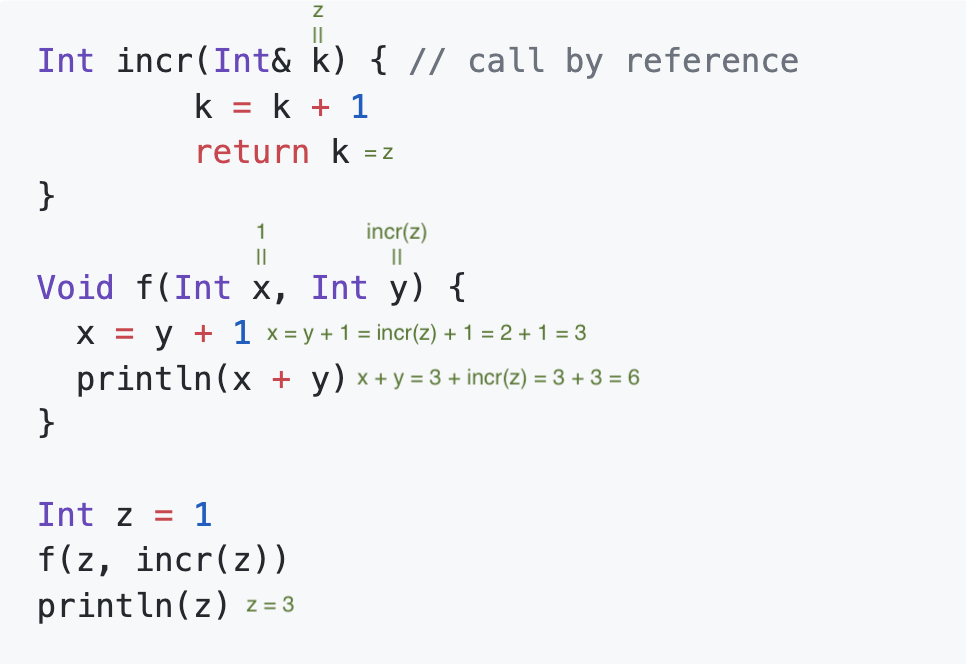 z
||
Int incr(Int& k) { // call by reference
k = k + 1
return k = z
}
1 incr(z)
|| ||
Void f(Int x, Int y) {
x = y + 1 x = y + 1 = incr(z) + 1 = 2 + 1 = 3
println(x + y) x + y = 3 + incr(z) = 3 + 3 = 6
}
Int z = 1
f(z, incr(z))
println(z) z = 3